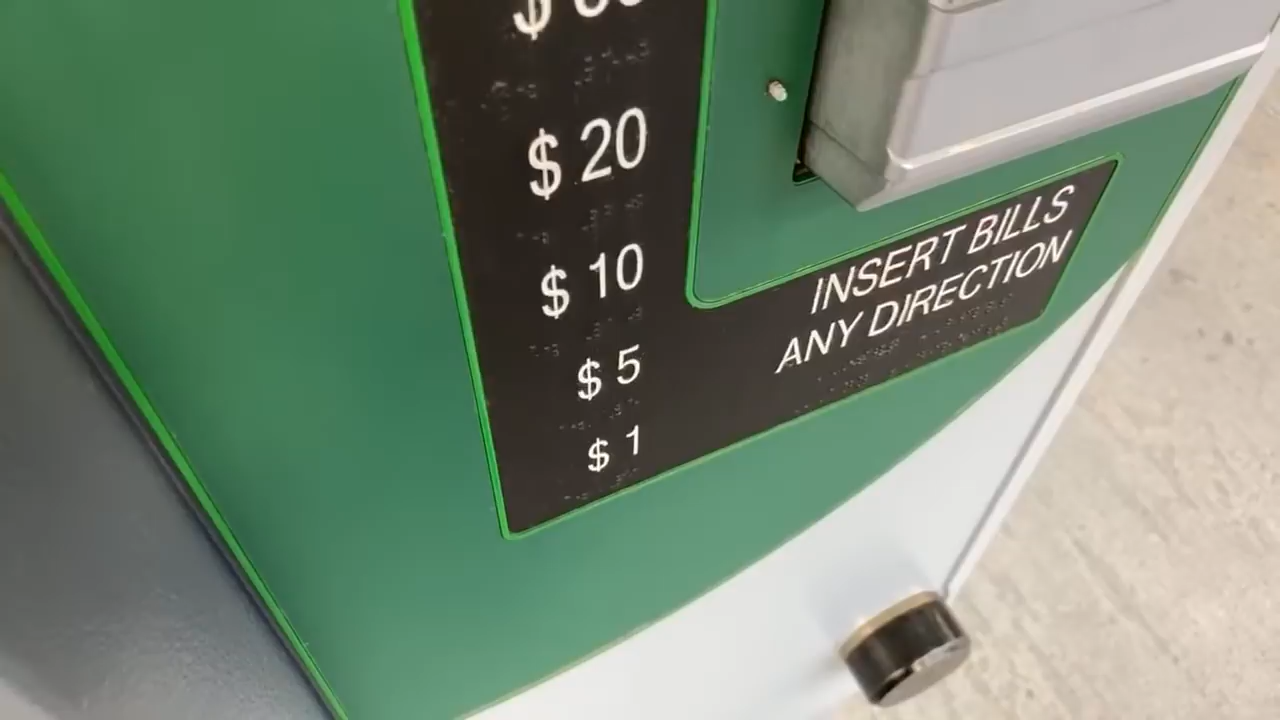 $ 20
$ 10
$ 5
$ 1
INSERT BILLS
ANY DIRECTION